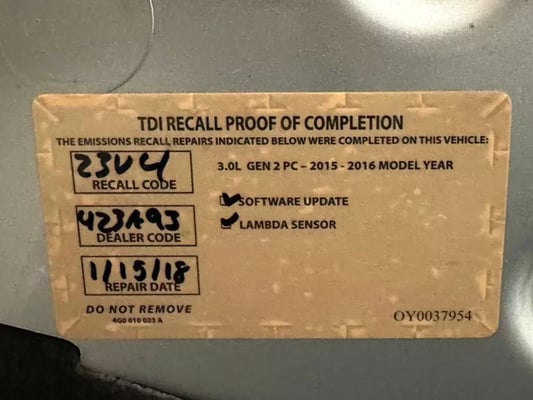 TDI RECALL PROOF OF COMPLETION
THE EMISSIONS RECALL REPAIRS INDICATED BELOW WERE COMPLETED ON THIS VEHICLE:
23V4
RECALL CODE
3.0L GEN 2 PC – 2015 - 2016 MODEL YEAR
SOFTWARE UPDATE
423A93
DEALER CODE
LAMBDA SENSOR
1/15/18
REPAIR DATE
DO NOT REMOVE
4G0 010 023 A
OY0037954